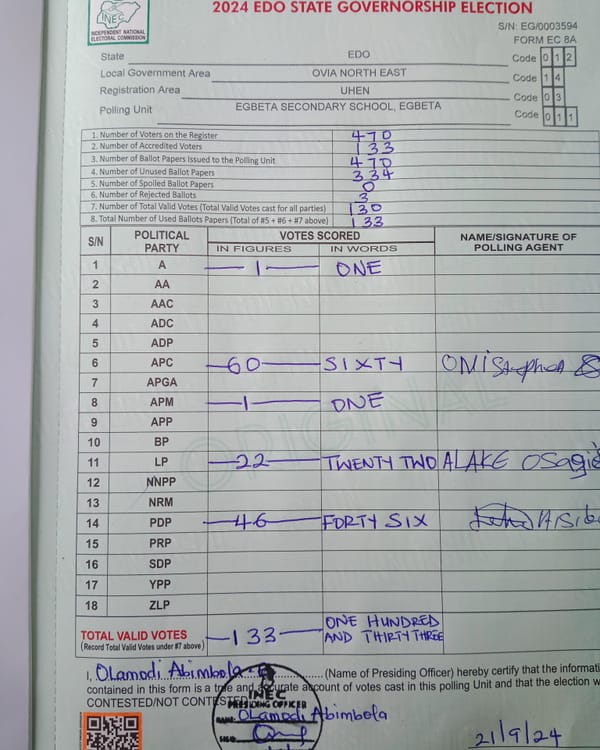 2024 EDO STATE GOVERNORSHIP ELECTION
INEC
INDEPENDENT NATIONAL
ELECTORAL COMMISSION
S/N: EG/0003594
FORM EC 8A
State EDO Code 0 1 2
Local Government Area OVIA NORTH EAST Code 1 4
Registration Area UHEN Code 0 3
Polling Unit EGBETA SECONDARY SCHOOL, EGBETA Code 0 1 1
1. Number of Voters on the Register 470
2. Number of Accredited Voters 133
3. Number of Ballot Papers Issued to the Polling Unit 470
4. Number of Unused Ballot Papers 334
5. Number of Spoiled Ballot Papers 0
6. Number of Rejected Ballots 3
7. Number of Total Valid Votes (Total Valid Votes cast for all parties) 130
8. Total Number of Used Ballots Papers (Total of #5 + #6 + #7 above) 133
S/N POLITICAL PARTY VOTES SCORED NAME/SIGNATURE OF POLLING AGENT
IN FIGURES IN WORDS
1 A 1 ONE
2 AA
3 AAC
4 ADC
5 ADP
6 APC 60 SIXTY
7 APGA
8 APM 1 ONE
9 APP
10 BP
11 LP 22 TWENTY TWO ALAKE OSagie
12 NNPP
13 NRM
14 PDP 46 FORTY SIX
15 PRP
16 SDP
17 YPP
18 ZLP
ORIGINAL
TOTAL VALID VOTES 133 ONE HUNDRED
(Record Total Valid Votes under #7 above) AND THIRTY THREE
I, OLamodi Abimbola (Name of Presiding Officer) hereby certify that the informati
contained in this form is a true and accurate account of votes cast in this polling Unit and that the election w
CONTESTED/NOT CONTESTED
INEC
PRESIDING OFFICER
NAME: OLamodi Abimbola
SIGN:
21/9/24